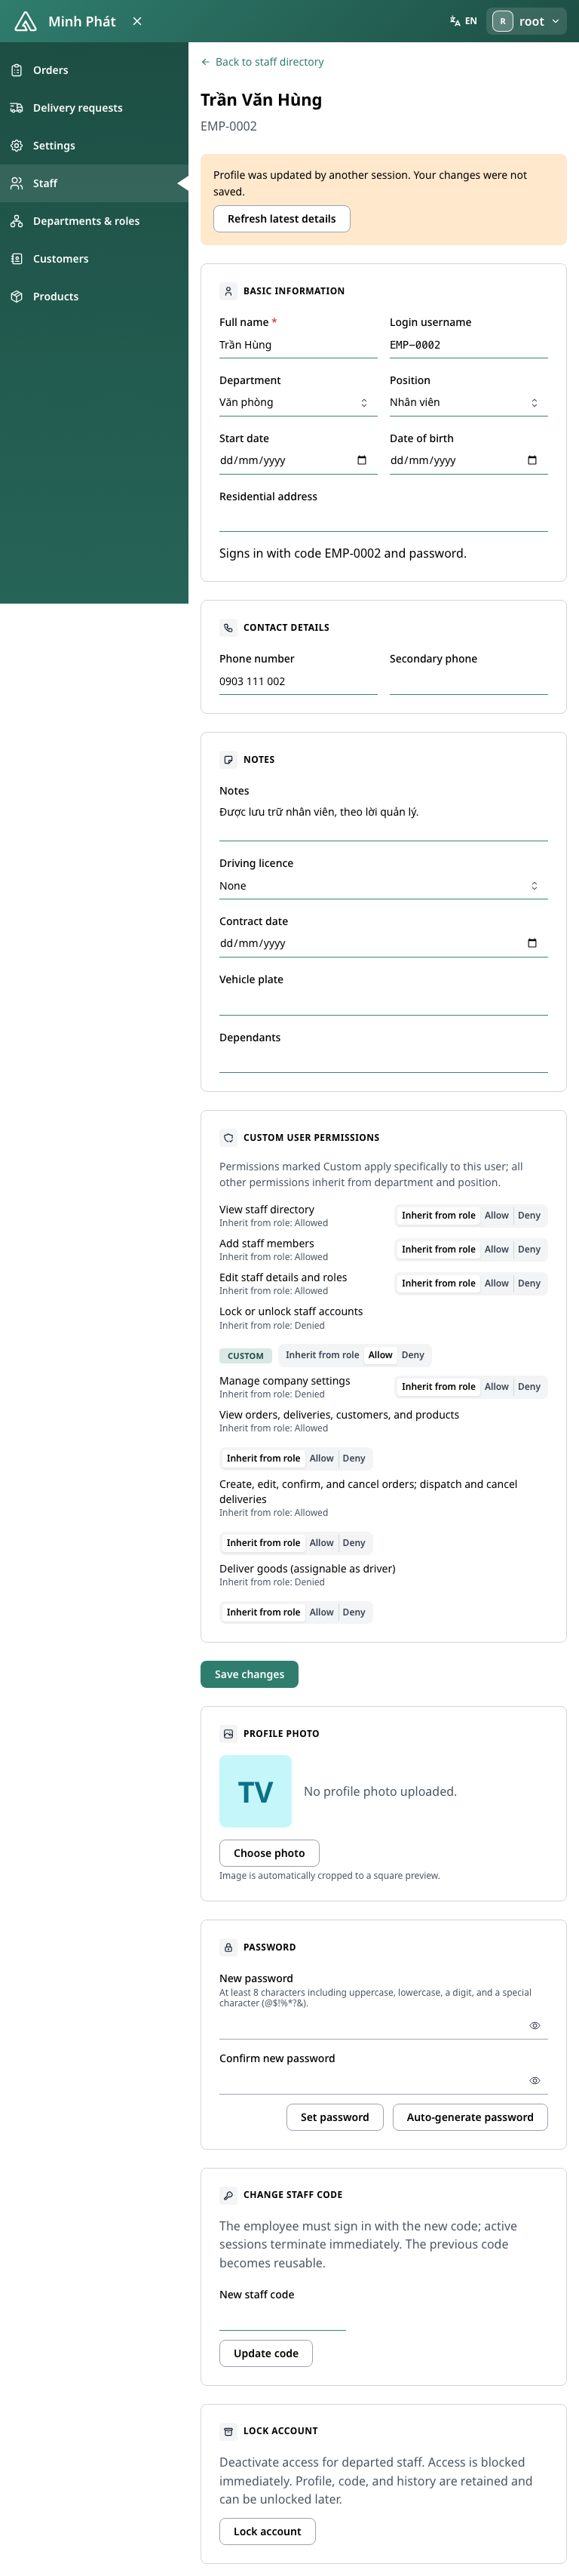 Minh Phát
EN
R
root
Orders
Delivery requests
Settings
Staff
Departments & roles
Customers
Products
Back to staff directory
Trần Văn Hùng
EMP-0002
Profile was updated by another session. Your changes were not
saved.
Refresh latest details
BASIC INFORMATION
Full name *
Login username
Trần Hùng
EMP-0002
Department
Position
Văn phòng
Nhân viên
Start date
Date of birth
dd/mm/yyyy
dd/mm/yyyy
Residential address
Signs in with code EMP-0002 and password.
CONTACT DETAILS
Phone number
Secondary phone
0903 111 002
NOTES
Notes
Được lưu trữ nhân viên, theo lời quản lý.
Driving licence
None
Contract date
dd/mm/yyyy
Vehicle plate
Dependants
CUSTOM USER PERMISSIONS
Permissions marked Custom apply specifically to this user; all
other permissions inherit from department and position.
View staff directory
Inherit from role: Allowed
Inherit from role Allow Deny
Add staff members
Inherit from role: Allowed
Inherit from role Allow Deny
Edit staff details and roles
Inherit from role: Allowed
Inherit from role Allow Deny
Lock or unlock staff accounts
Inherit from role: Denied
CUSTOM Inherit from role Allow Deny
Manage company settings
Inherit from role: Denied
Inherit from role Allow Deny
View orders, deliveries, customers, and products
Inherit from role: Allowed
Inherit from role Allow Deny
Create, edit, confirm, and cancel orders; dispatch and cancel
deliveries
Inherit from role: Allowed
Inherit from role Allow Deny
Deliver goods (assignable as driver)
Inherit from role: Denied
Inherit from role Allow Deny
Save changes
PROFILE PHOTO
TV
No profile photo uploaded.
Choose photo
Image is automatically cropped to a square preview.
PASSWORD
New password
At least 8 characters including uppercase, lowercase, a digit, and a special
character (@$!%*?&).
Confirm new password
Set password
Auto-generate password
CHANGE STAFF CODE
The employee must sign in with the new code; active
sessions terminate immediately. The previous code
becomes reusable.
New staff code
Update code
LOCK ACCOUNT
Deactivate access for departed staff. Access is blocked
immediately. Profile, code, and history are retained and
can be unlocked later.
Lock account